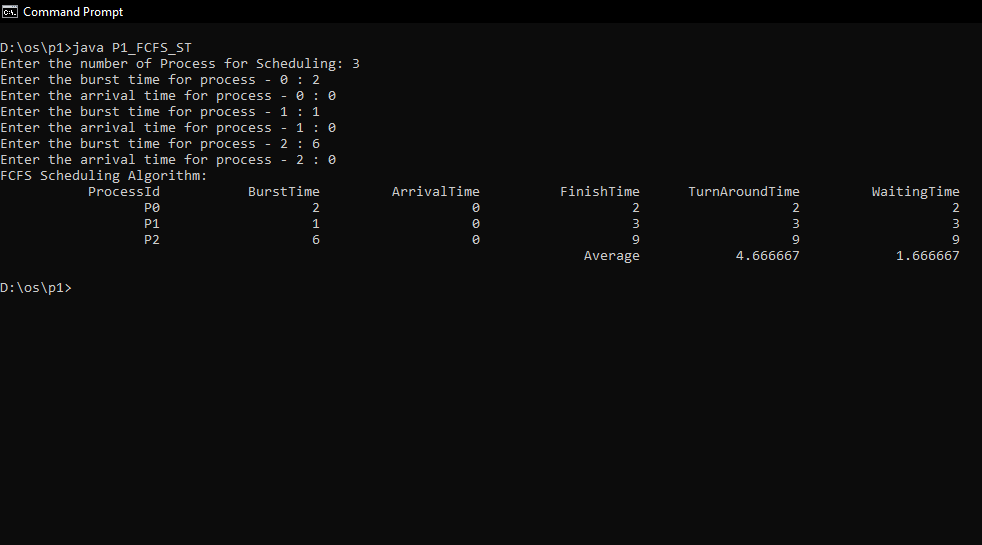 Command Prompt
D:\os\p1>java P1_FCFS_ST
Enter the number of Process for Scheduling: 3
Enter the burst time for process - 0 : 2
Enter the arrival time for process - 0 : 0
Enter the burst time for process - 1 : 1
Enter the arrival time for process - 1 : 0
Enter the burst time for process - 2 : 6
Enter the arrival time for process - 2 : 0
FCFS Scheduling Algorithm:
ProcessId BurstTime ArrivalTime FinishTime TurnAroundTime WaitingTime
P0 2 0 2 2 2
P1 1 0 3 3 3
P2 6 0 9 9 9
Average 4.666667 1.666667
D:\os\p1>